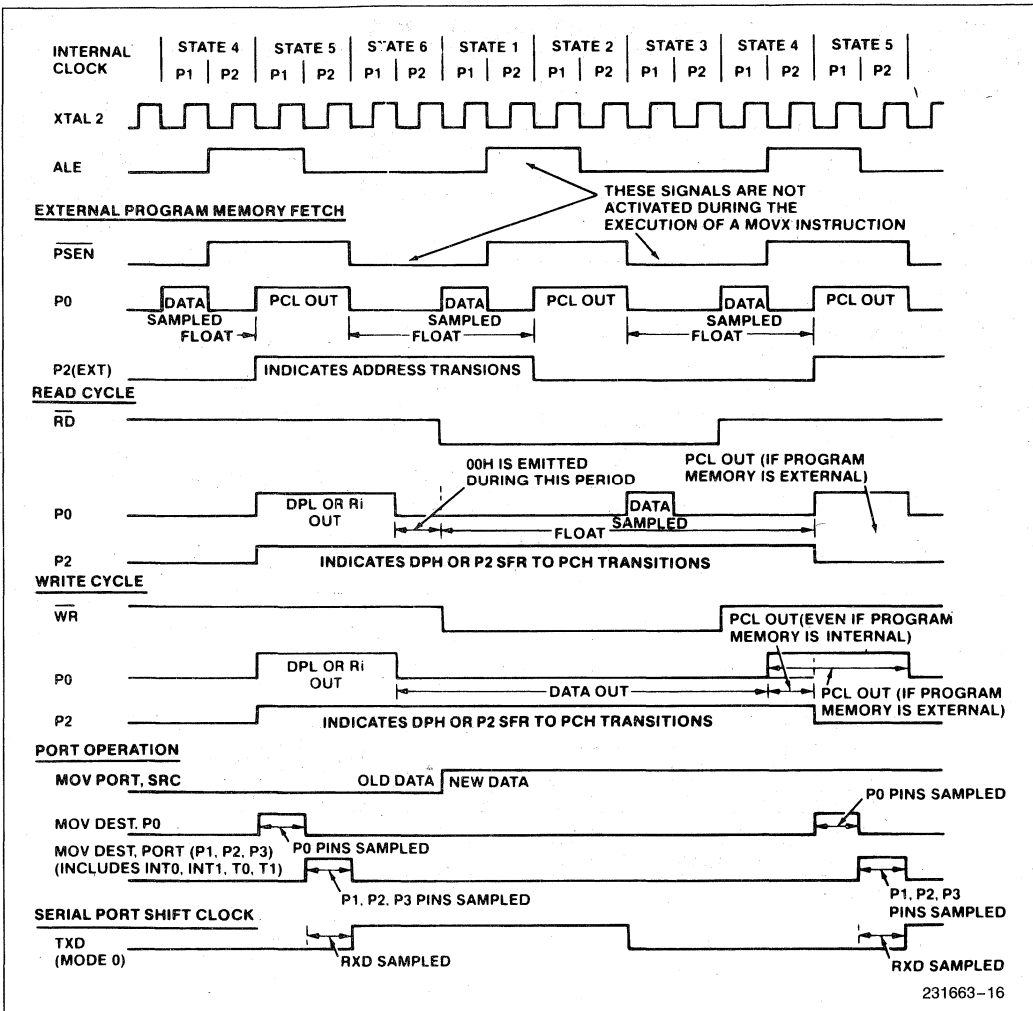 INTERNAL CLOCK
STATE 4 STATE 5 STATE 6 STATE 1 STATE 2 STATE 3 STATE 4 STATE 5
P1 P2 P1 P2 P1 P2 P1 P2 P1 P2 P1 P2 P1 P2 P1 P2
XTAL 2
ALE
THESE SIGNALS ARE NOT
ACTIVATED DURING THE
EXECUTION OF A MOVX INSTRUCTION
EXTERNAL PROGRAM MEMORY FETCH
PSEN
P0
DATA PCL OUT DATA PCL OUT DATA PCL OUT
SAMPLED SAMPLED SAMPLED
FLOAT FLOAT FLOAT
P2(EXT)
INDICATES ADDRESS TRANSIONS
READ CYCLE
RD
00H IS EMITTED
DURING THIS PERIOD
PCL OUT (IF PROGRAM
MEMORY IS EXTERNAL)
P0
DPL OR Ri
OUT
DATA
SAMPLED
FLOAT
P2
INDICATES DPH OR P2 SFR TO PCH TRANSITIONS
WRITE CYCLE
WR
PCL OUT(EVEN IF PROGRAM
MEMORY IS INTERNAL)
P0
DPL OR Ri
OUT
DATA OUT
PCL OUT (IF PROGRAM
MEMORY IS EXTERNAL)
P2
INDICATES DPH OR P2 SFR TO PCH TRANSITIONS
PORT OPERATION
MOV PORT, SRC
OLD DATA NEW DATA
P0 PINS SAMPLED
MOV DEST, P0
P0 PINS SAMPLED
MOV DEST, PORT (P1, P2, P3)
(INCLUDES INT0, INT1, T0, T1)
P1, P2, P3 PINS SAMPLED
P1, P2, P3
PINS SAMPLED
SERIAL PORT SHIFT CLOCK
TXD
(MODE 0)
RXD SAMPLED
RXD SAMPLED
231663-16